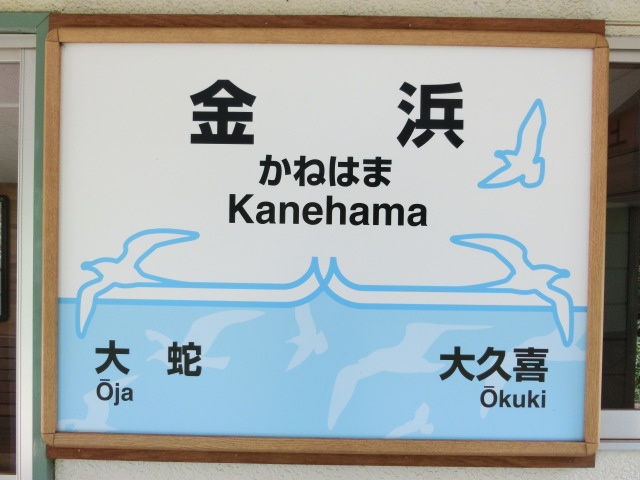 金 浜
かねはま
Kanehama
大 蛇
Ōja
大久喜
Ōkuki